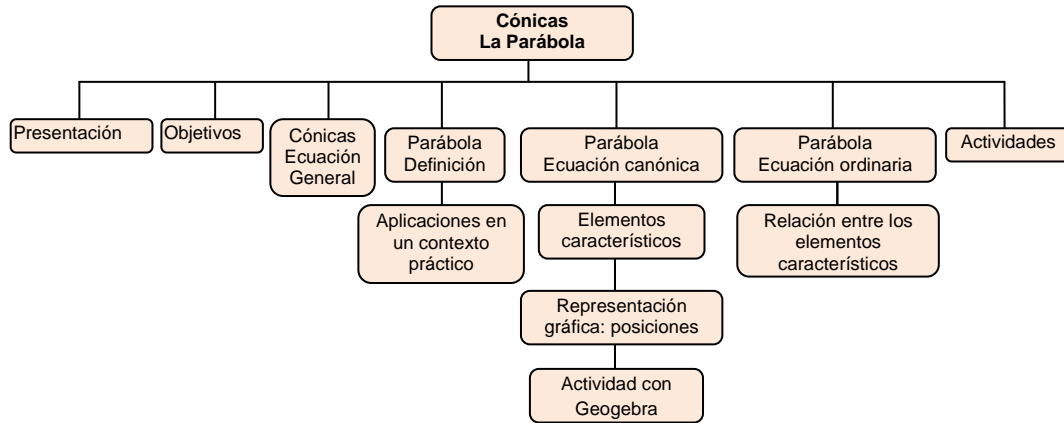 Cónicas
La Parábola
Presentación
Objetivos
Cónicas
Ecuación
General
Parábola
Definición
Parábola
Ecuación canónica
Parábola
Ecuación ordinaria
Actividades
Aplicaciones en
un contexto
práctico
Elementos
característicos
Relación entre los
elementos
característicos
Representación
gráfica: posiciones
Actividad con
Geogebra